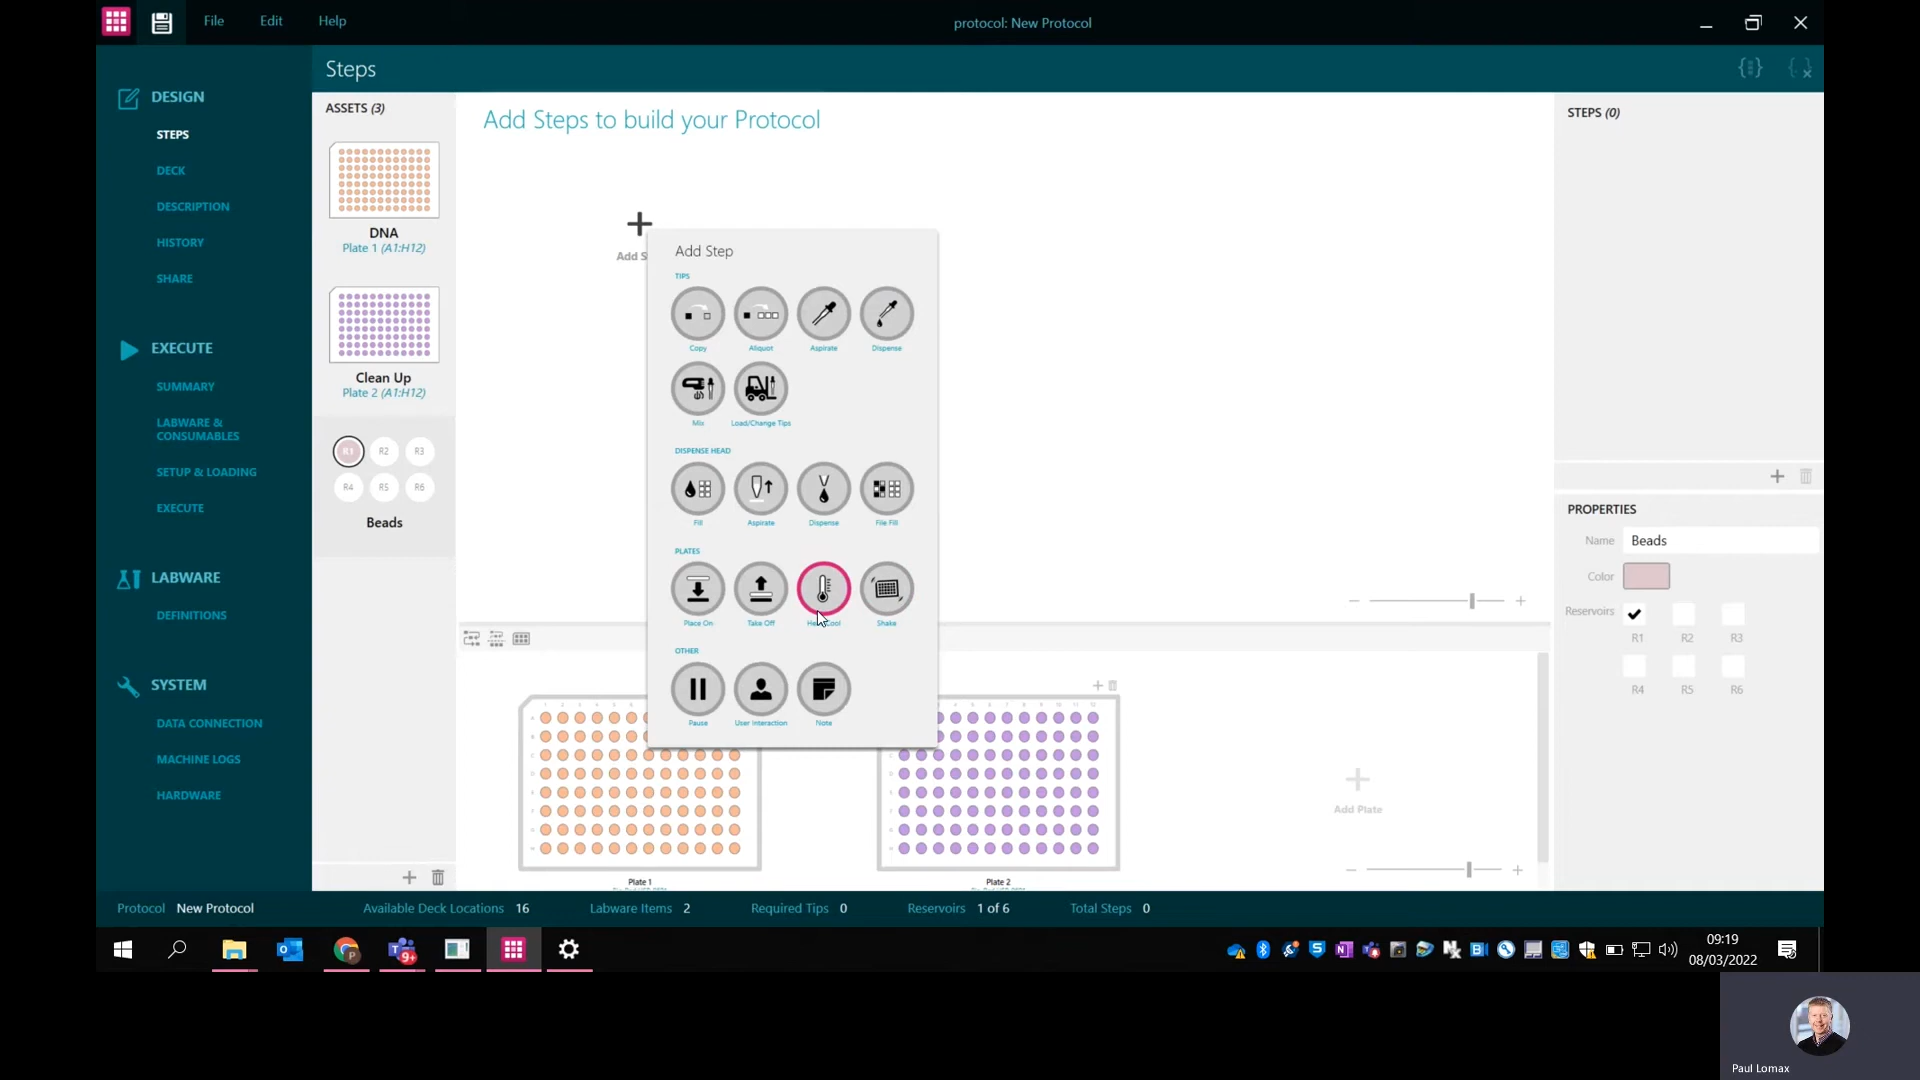 File Edit Help
protocol: New Protocol
Steps
DESIGN
STEPS
DECK
DESCRIPTION
HISTORY
SHARE
EXECUTE
SUMMARY
LABWARE &
CONSUMABLES
SETUP & LOADING
EXECUTE
LABWARE
DEFINITIONS
SYSTEM
DATA CONNECTION
MACHINE LOGS
HARDWARE
ASSETS (3)
DNA
Plate 1 (A1:H12)
Clean Up
Plate 2 (A1:H12)
R1 R2 R3
R4 R5 R6
Beads
Add Steps to build your Protocol
Add S
Add Step
TIPS
Copy Aliquot Aspirate Dispense
Mix Load/Change Tips
DISPENSE HEAD
Fill Aspirate Dispense File Fill
PLATES
Place On Take Off Shake
OTHER
Pause User Interaction Note
Plate 1
Plate 2
Add Plate
STEPS (0)
PROPERTIES
Name Beads
Color
Reservoirs
R1 R2 R3
R4 R5 R6
Protocol New Protocol Available Deck Locations 16 Labware Items 2 Required Tips 0 Reservoirs 1 of 6 Total Steps 0
09:19
08/03/2022
Paul Lomax